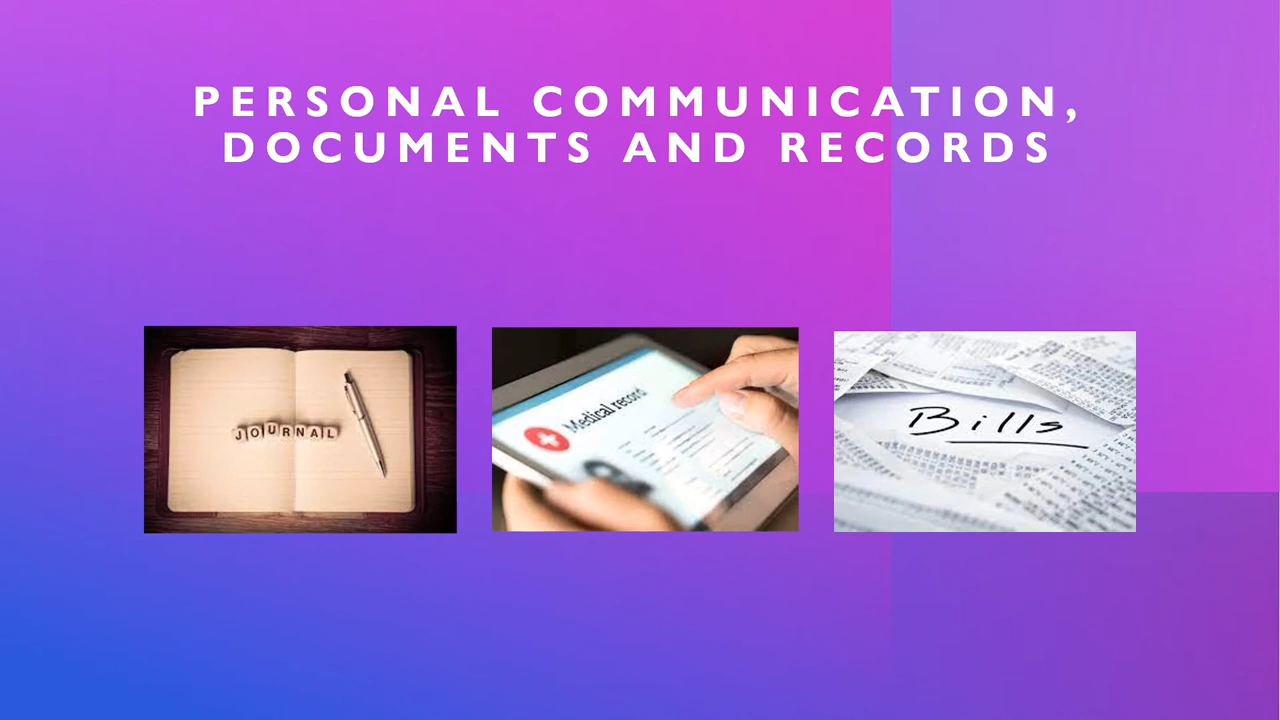 PERSONAL COMMUNICATION,
DOCUMENTS AND RECORDS
JOURNAL
Medical record
Bills